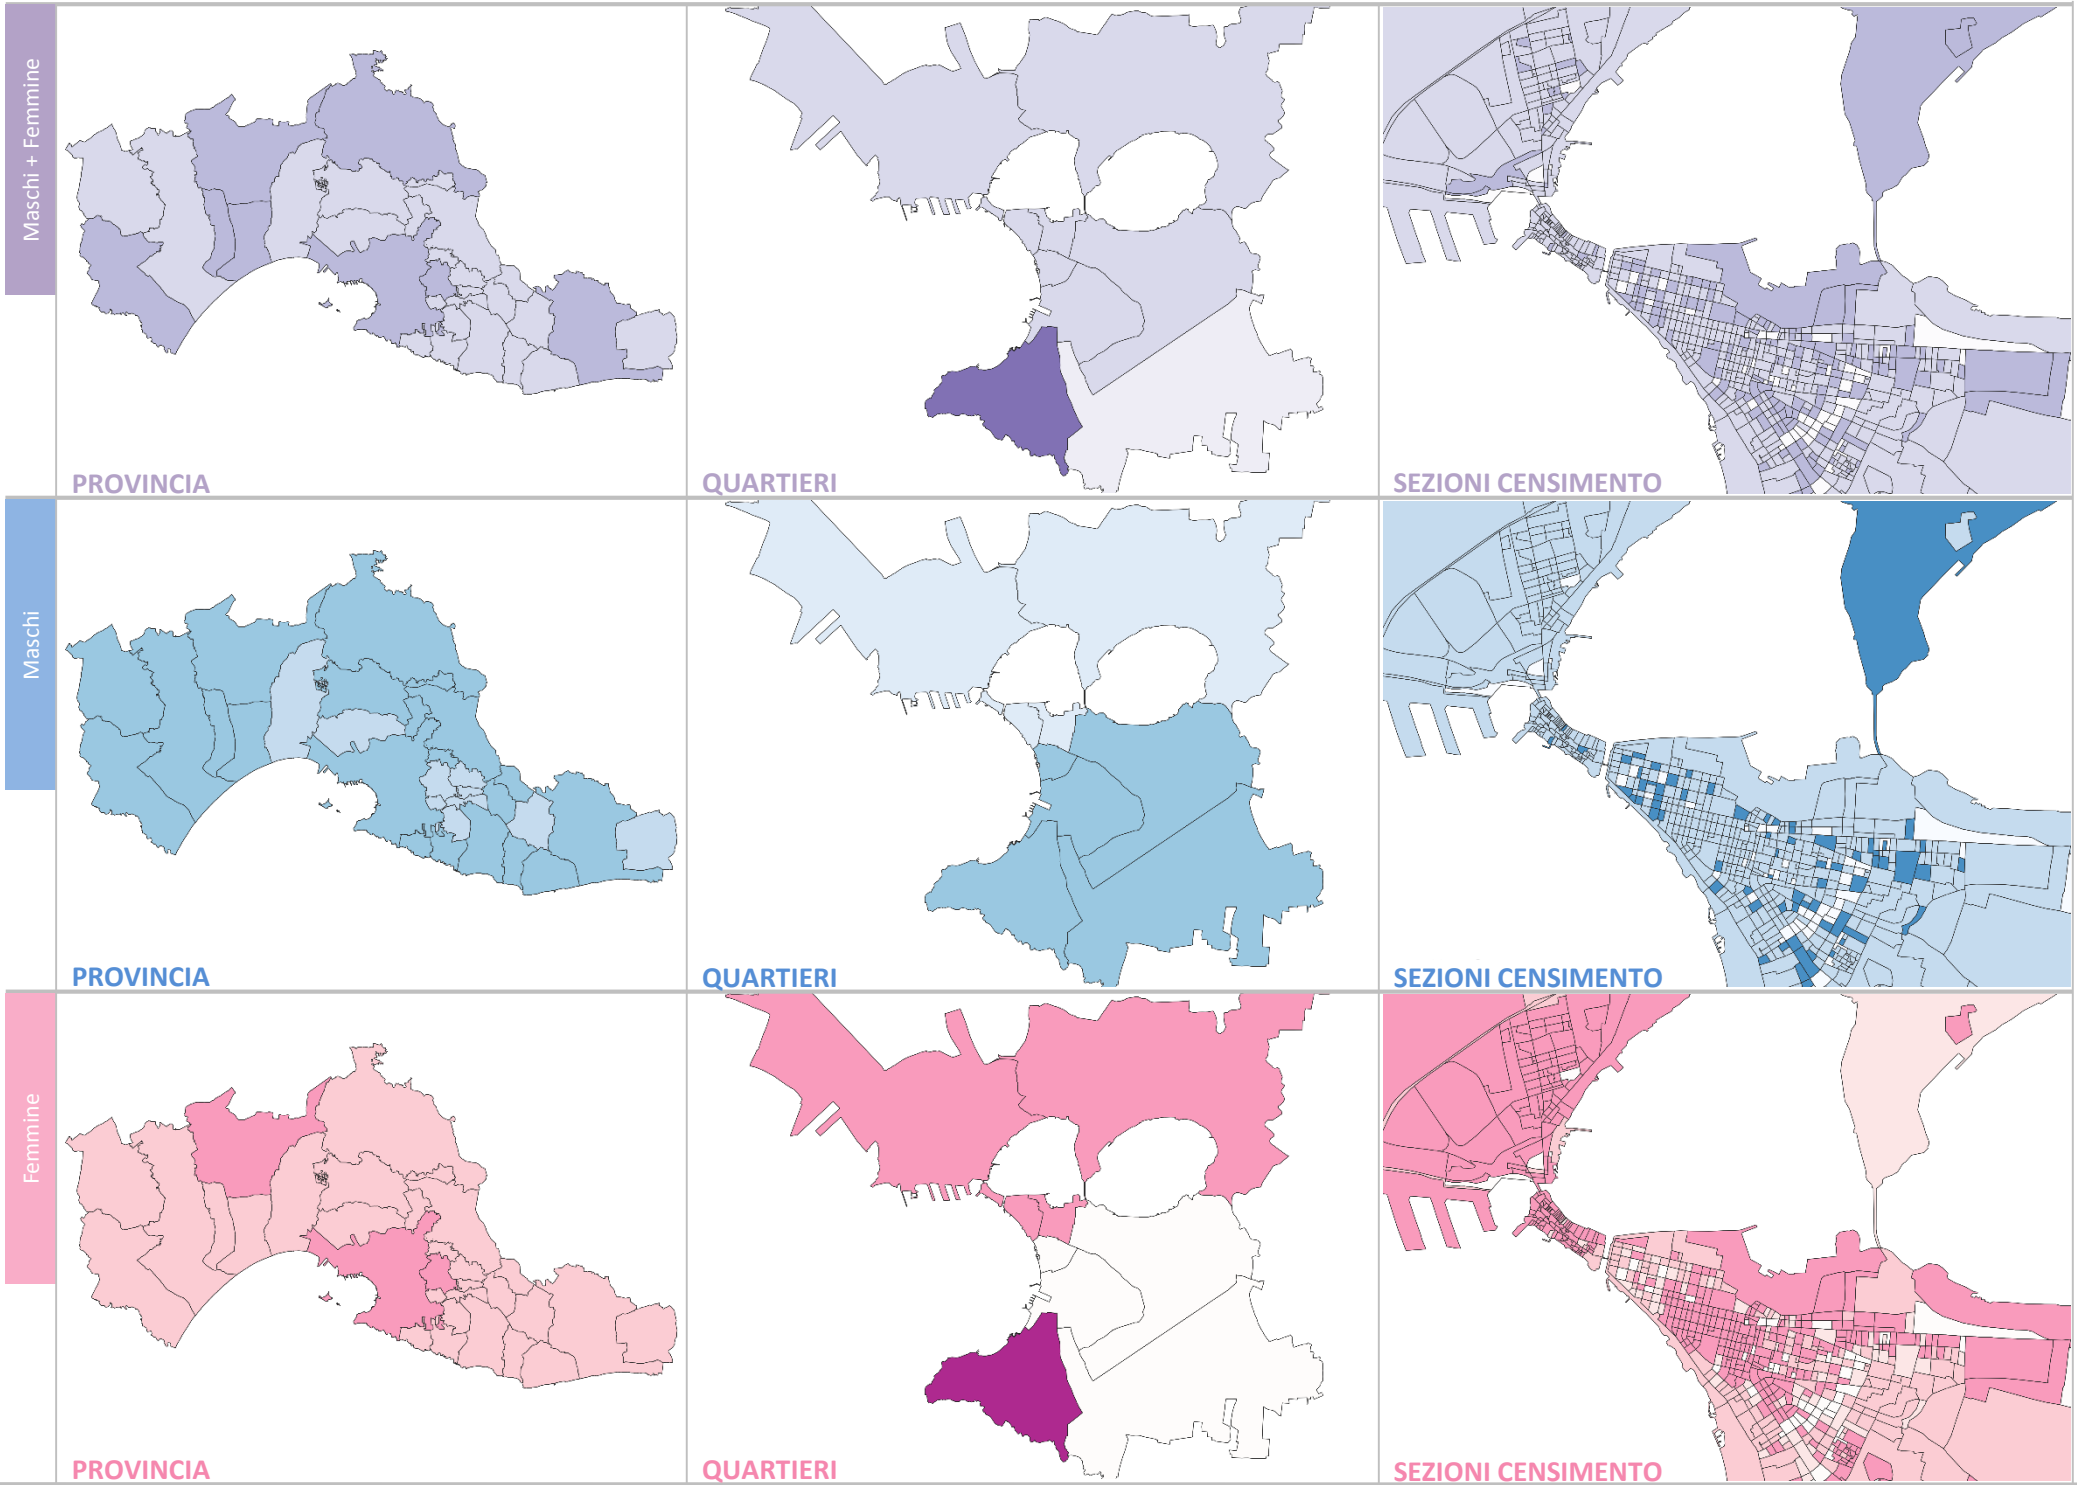 Maschi + Femmine
PROVINCIA
QUARTIERI
SEZIONI CENSIMENTO
Maschi
PROVINCIA
QUARTIERI
SEZIONI CENSIMENTO
Femmine
PROVINCIA
QUARTIERI
SEZIONI CENSIMENTO